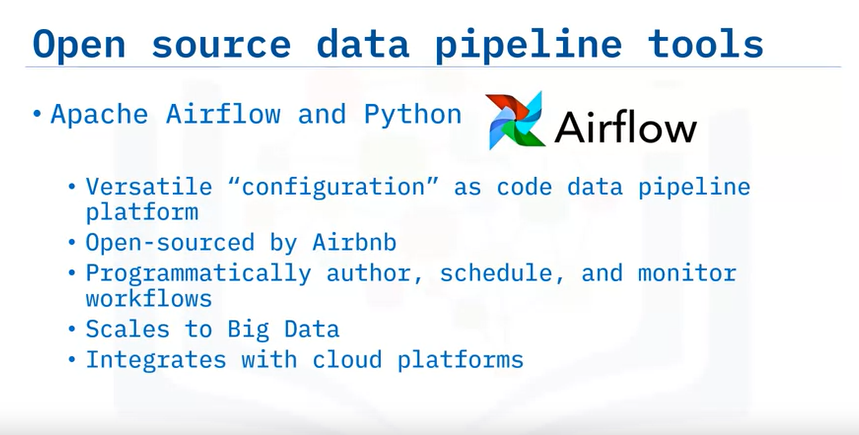 Open source data pipeline tools
• Apache Airflow and Python
Airflow
• Versatile “configuration” as code data pipeline
platform
• Open-sourced by Airbnb
• Programmatically author, schedule, and monitor
workflows
• Scales to Big Data
• Integrates with cloud platforms